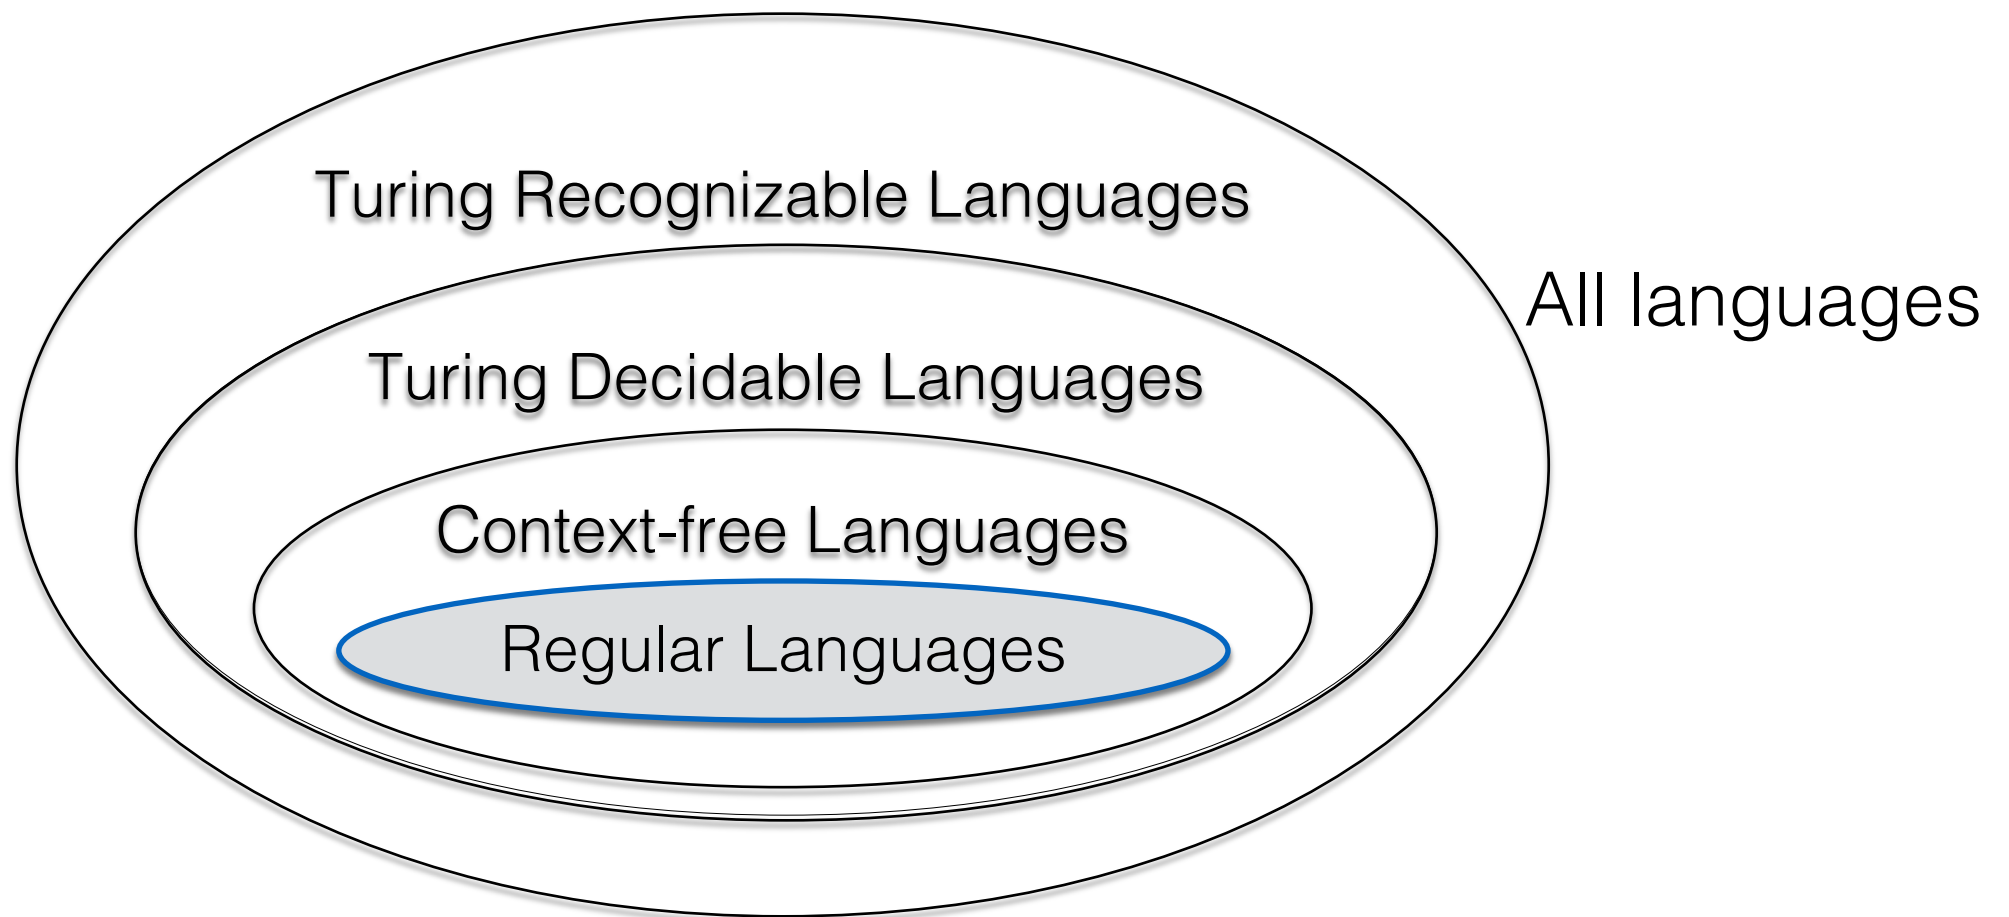 Turing Recognizable Languages
All languages
Turing Decidable Languages
Context-free Languages
Regular Languages